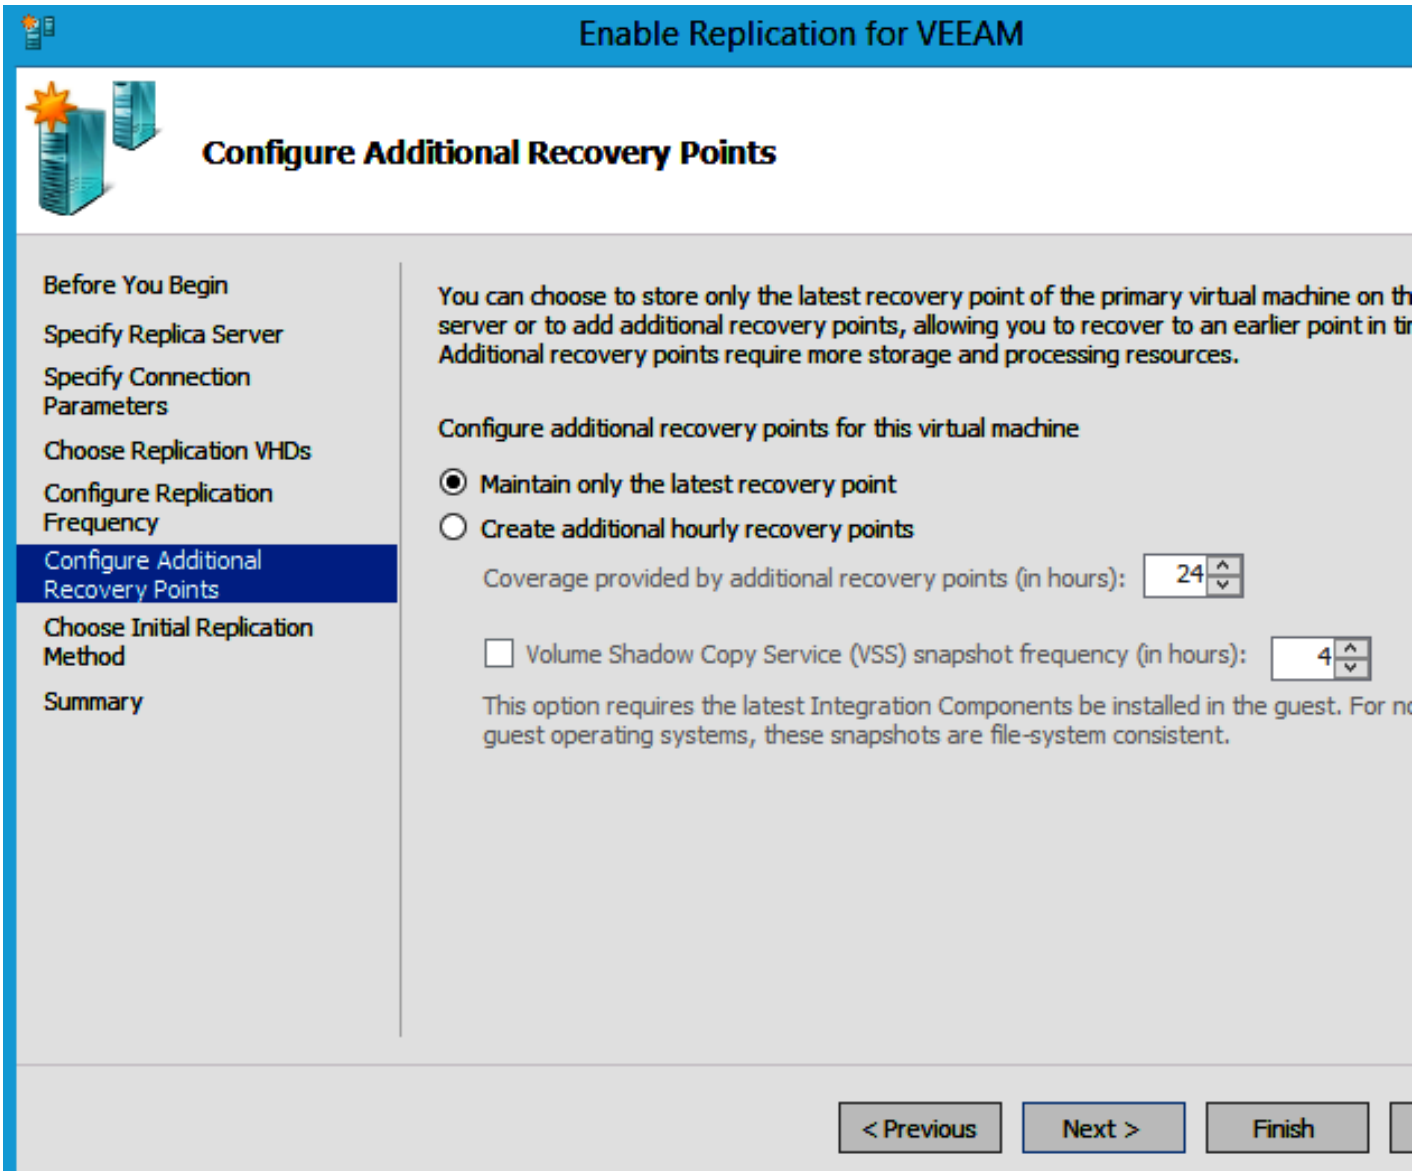 Enable Replication for VEEAM
Configure Additional Recovery Points
Before You Begin
Specify Replica Server
Specify Connection
Parameters
Choose Replication VHDs
Configure Replication
Frequency
Configure Additional
Recovery Points
Choose Initial Replication
Method
Summary
You can choose to store only the latest recovery point of the primary virtual machine on
server or to add additional recovery points, allowing you to recover to an earlier point in
Additional recovery points require more storage and processing resources.
Configure additional recovery points for this virtual machine
Maintain only the latest recovery point
Create additional hourly recovery points
Coverage provided by additional recovery points (in hours): 24
Volume Shadow Copy Service (VSS) snapshot frequency (in hours): 4
This option requires the latest Integration Components be installed in the guest. For
guest operating systems, these snapshots are file-system consistent.
< Previous
Next >
Finish